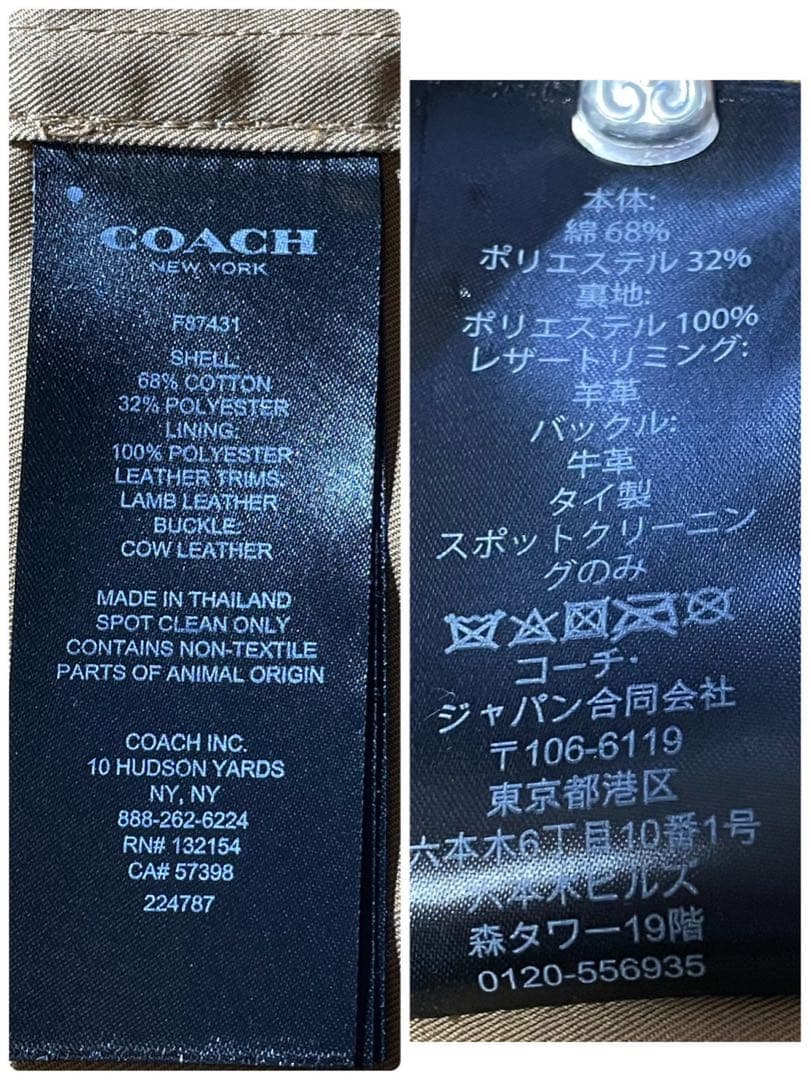 COACH
NEW YORK
F87431
SHELL:
68% COTTON
32% POLYESTER
LINING:
100% POLYESTER
LEATHER TRIMS:
LAMB LEATHER
BUCKLE:
COW LEATHER
MADE IN THAILAND
SPOT CLEAN ONLY
CONTAINS NON-TEXTILE
PARTS OF ANIMAL ORIGIN
COACH INC.
10 HUDSON YARDS
NY, NY
888-262-6224
RN# 132154
CA# 57398
224787
本体:
綿 68%
ポリエステル 32%
裏地:
ポリエステル 100%
レザートリミング:
羊革
バックル:
牛革
タイ製
スポットクリーニン
グのみ
コーチ・
ジャパン合同会社
〒106-6119
東京都港区
六本木6丁目10番1号
六本木ヒルズ
森タワー19階
0120-556935